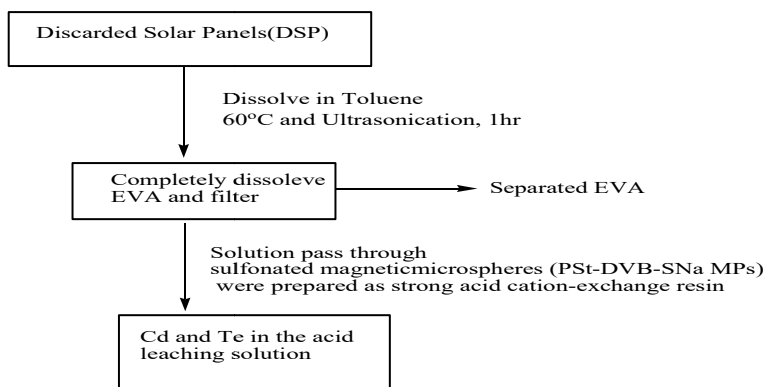 Discarded Solar Panels(DSP)
Dissolve in Toluene
60°C and Ultrasonication, 1hr
Completely dissoleve
EVA and filter
Separated EVA
Solution pass through
sulfonated magneticmicrospheres (PSt-DVB-SNa MPs)
were prepared as strong acid cation-exchange resin
Cd and Te in the acid
leaching solution